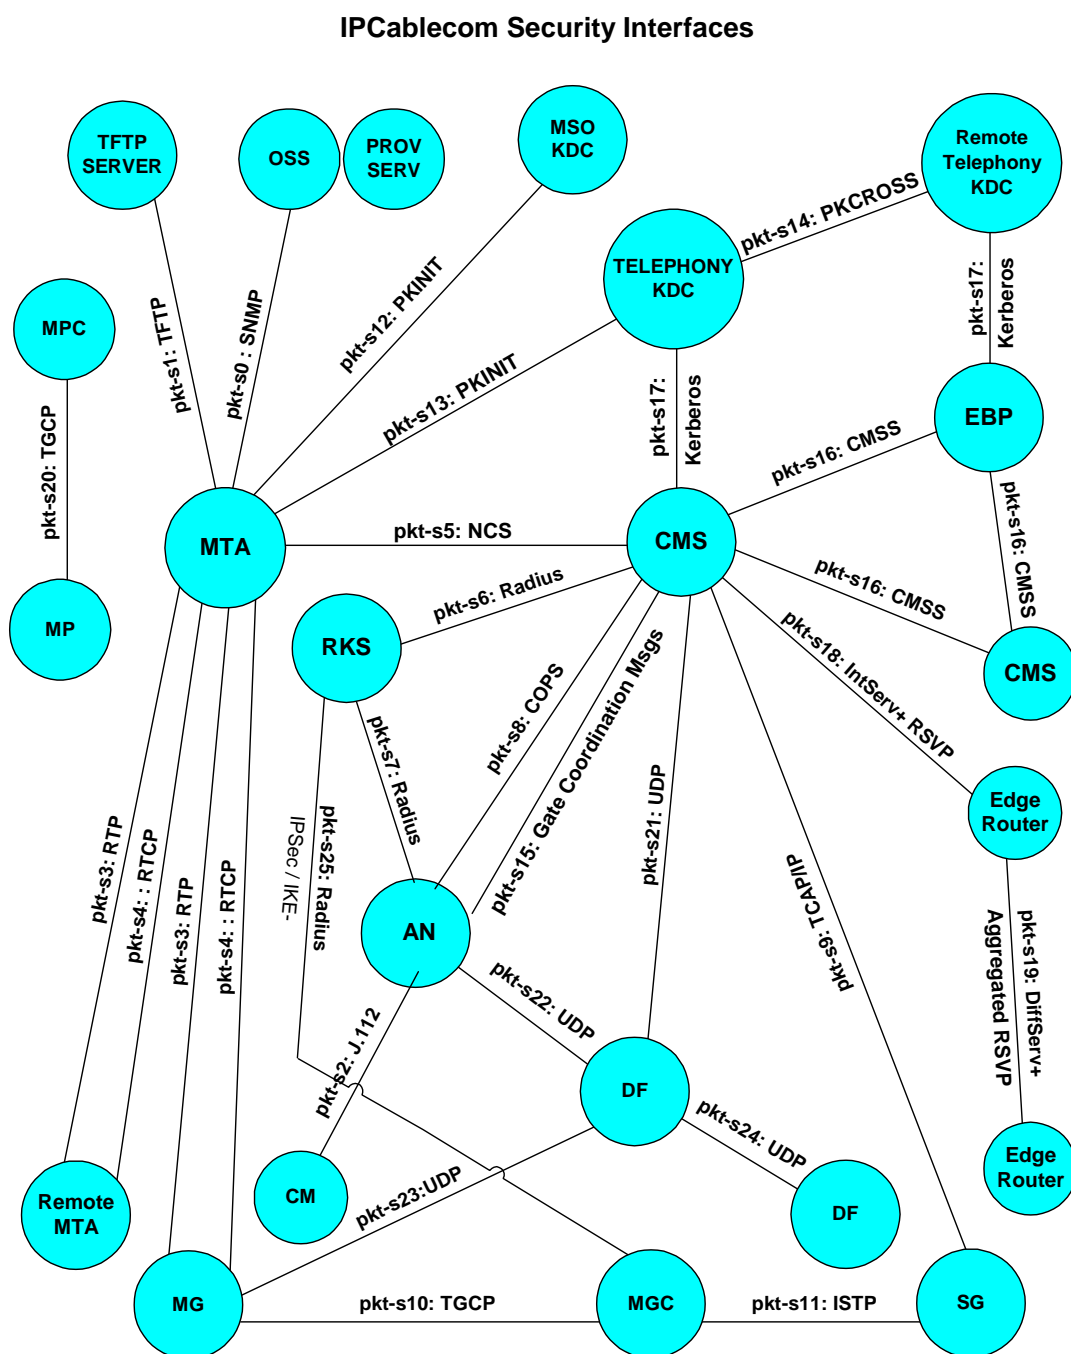 IPCablecom Security Interfaces
TFTP
SERVER
OSS
PROV
SERV
MSO
KDC
Remote
Telephony
KDC
pkt-s14: PKCROSS
TELEPHONY
KDC
MPC
pkt-s1: TFTP
pkt-s0 : SNMP
pkt-s12: PKINIT
pkt-s13: PKINIT
pkt-s17:
Kerberos
pkt-s17:
Kerberos
EBP
pkt-s16: CMSS
pkt-s20: TGCP
MTA
pkt-s5: NCS
CMS
pkt-s16: CMSS
pkt-s16: CMSS
MP
RKS
pkt-s6: Radius
CMS
pkt-s18: IntServ+ RSVP
pkt-s8: COPS
pkt-s15: Gate Coordination Msgs
pkt-s7: Radius
pkt-s25: Radius
IPSec / IKE-
pkt-s21: UDP
Edge
Router
pkt-s3: RTP
pkt-s4: : RTCP
pkt-s3: RTP
pkt-s4: : RTCP
AN
pkt-s9: TCAP/IP
pkt-s19: DiffServ+
Aggregated RSVP
pkt-s22: UDP
pkt-s2: J.112
DF
pkt-s24: UDP
Edge
Router
CM
pkt-s23:UDP
DF
Remote
MTA
MG
pkt-s10: TGCP
MGC
pkt-s11: ISTP
SG